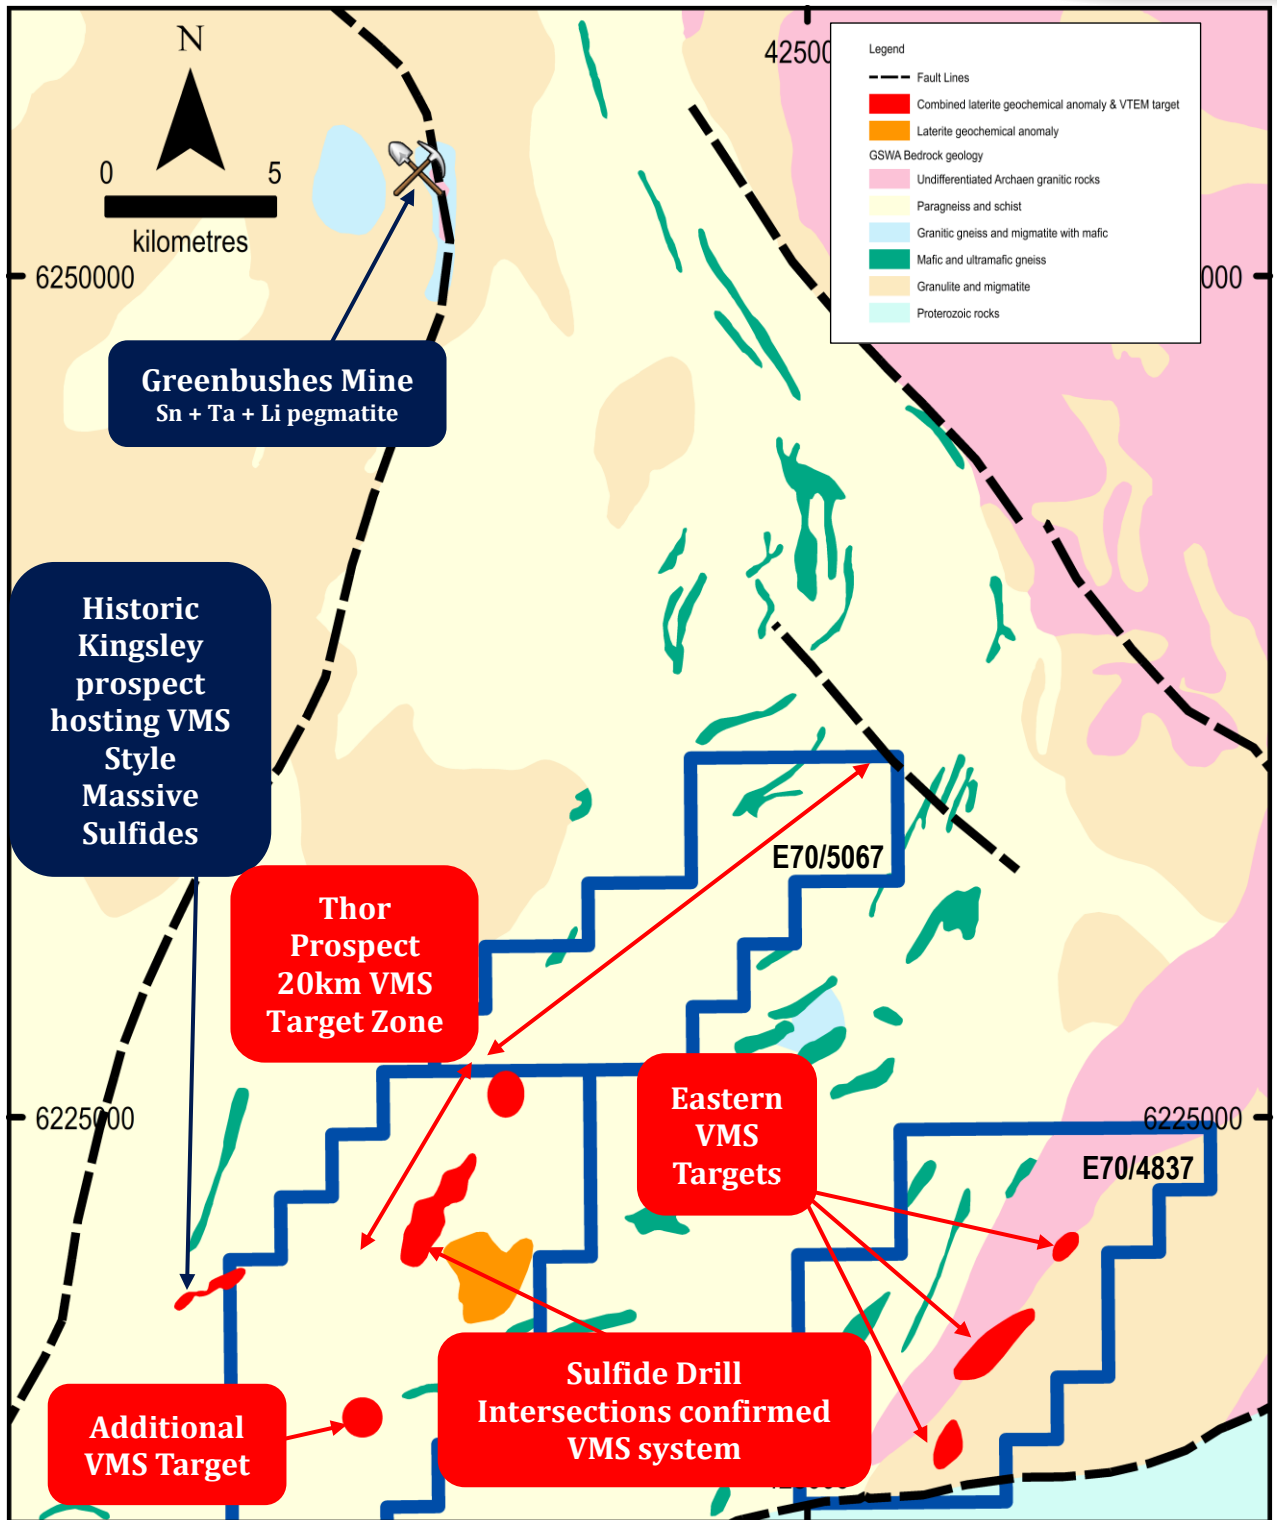 N
0 5
kilometres
42500
Legend
Fault Lines
Combined laterite geochemical anomaly & VTEM target
Laterite geochemical anomaly
GSWA Bedrock geology
Undifferentiated Archaen granitic rocks
Paragneiss and schist
Granitic gneiss and migmatite with mafic
Mafic and ultramafic gneiss
Granulite and migmatite
Proterozoic rocks
6250000
000
Greenbushes Mine
Sn + Ta + Li pegmatite
Historic
Kingsley
prospect
hosting VMS
Style
Massive
Sulfides
E70/5067
Thor
Prospect
20km VMS
Target Zone
Eastern
VMS
Targets
6225000
6225000
E70/4837
Sulfide Drill
Intersections confirmed
VMS system
Additional
VMS Target